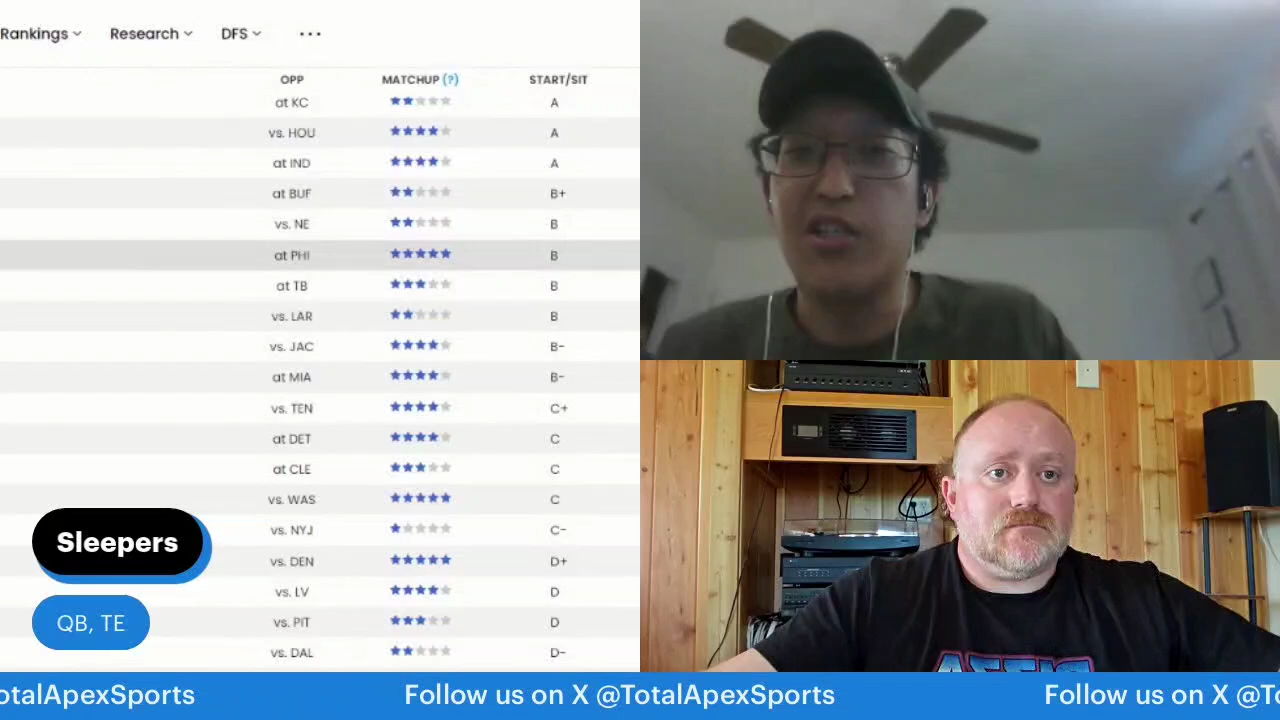 Rankings Research DFS ...
OPP MATCHUP (?) START/SIT
at KC A
vs. HOU A
at IND A
at BUF B+
vs. NE B
at PHI B
at TB B
vs. LAR B
vs. JAC B-
at MIA B-
vs. TEN C+
at DET C
at CLE C
vs. WAS C
vs. NYJ C-
vs. DEN D+
vs. LV D
vs. PIT D
vs. DAL D-
Sleepers
QB, TE
otalApexSports Follow us on X @TotalApexSports Follow us on X @To